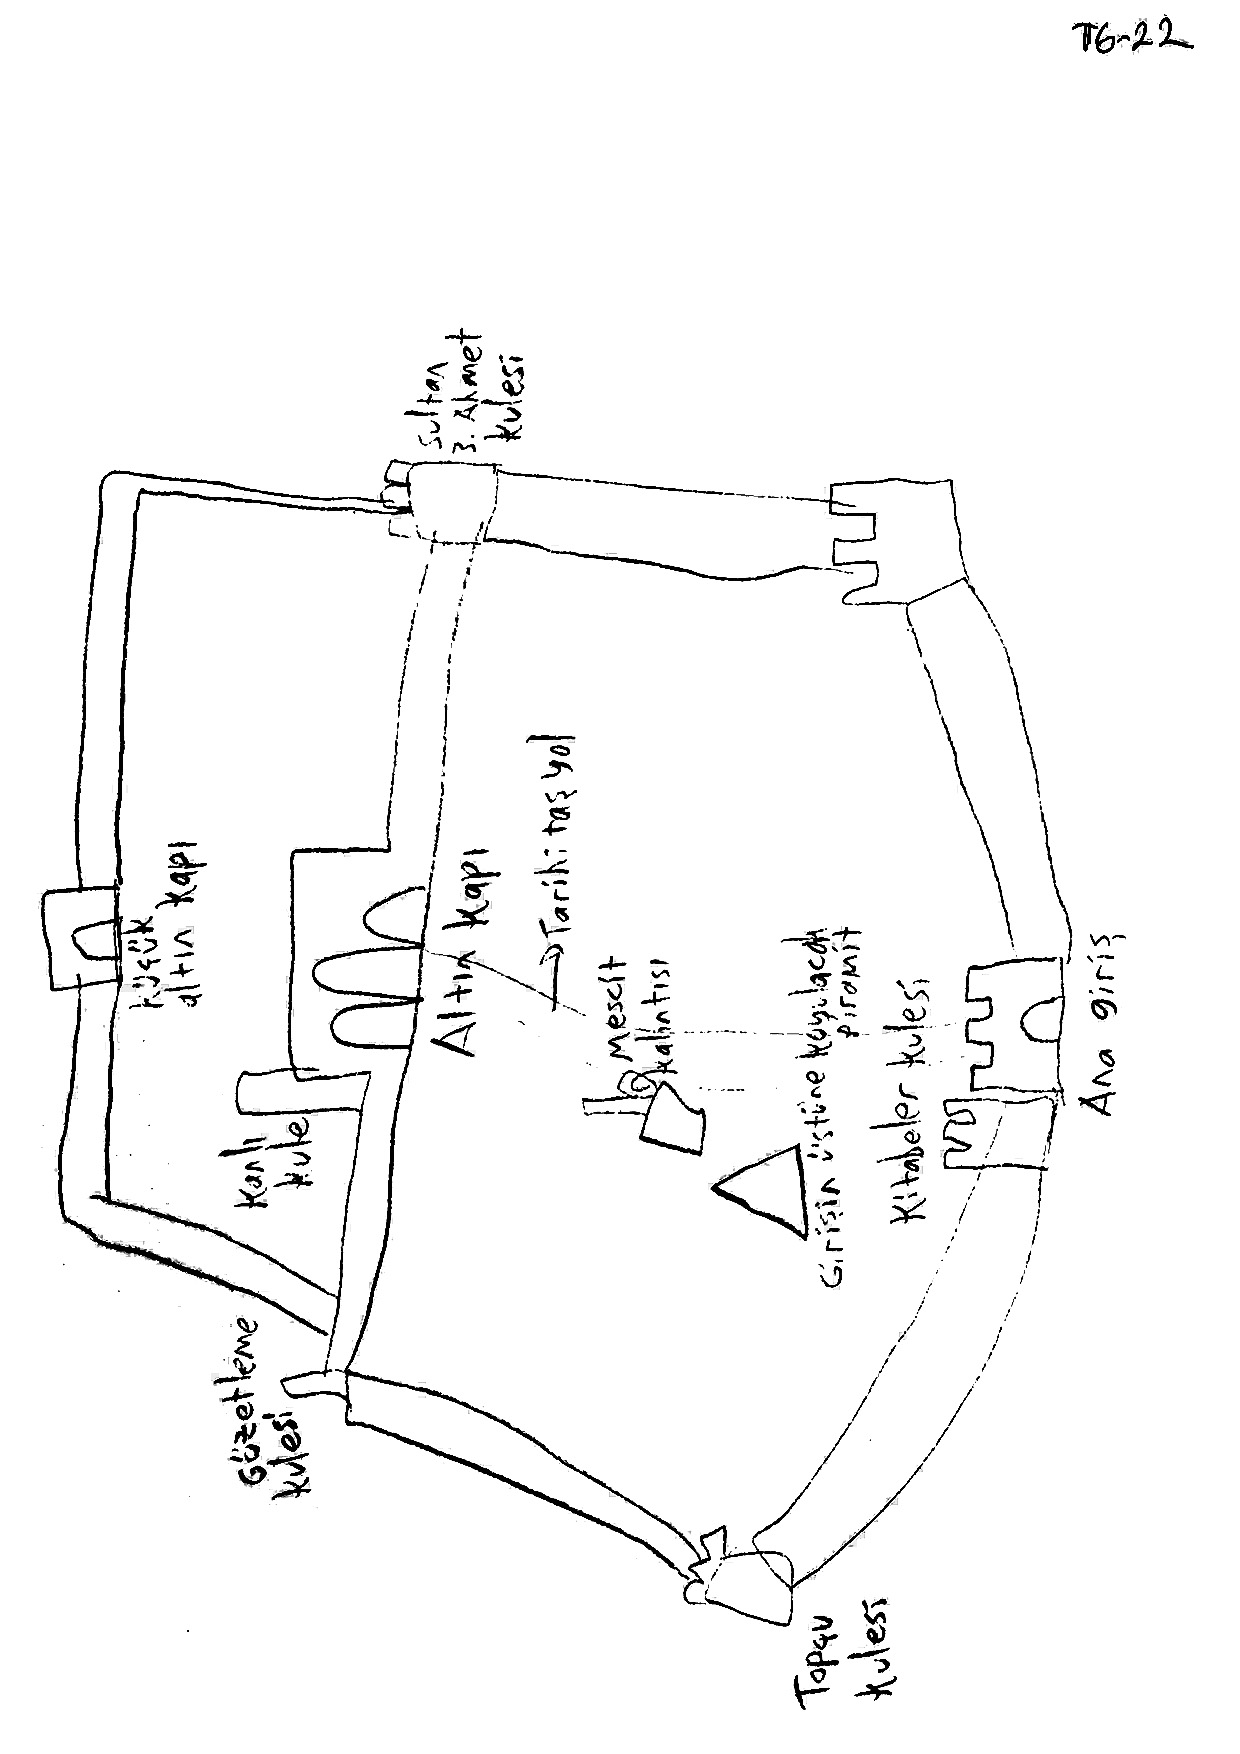 küçük
altın kapı
Gözetleme
kulesi
Kanlı
kule
Altın kapı
Sultan
3. Ahmet
kulesi
Tarihi taş yol
Mescit
kalıntısı
Girişin üstüne koyulacak
piramit
Topçu
kulesi
Kitabeler kulesi
Ana giriş
TG-22